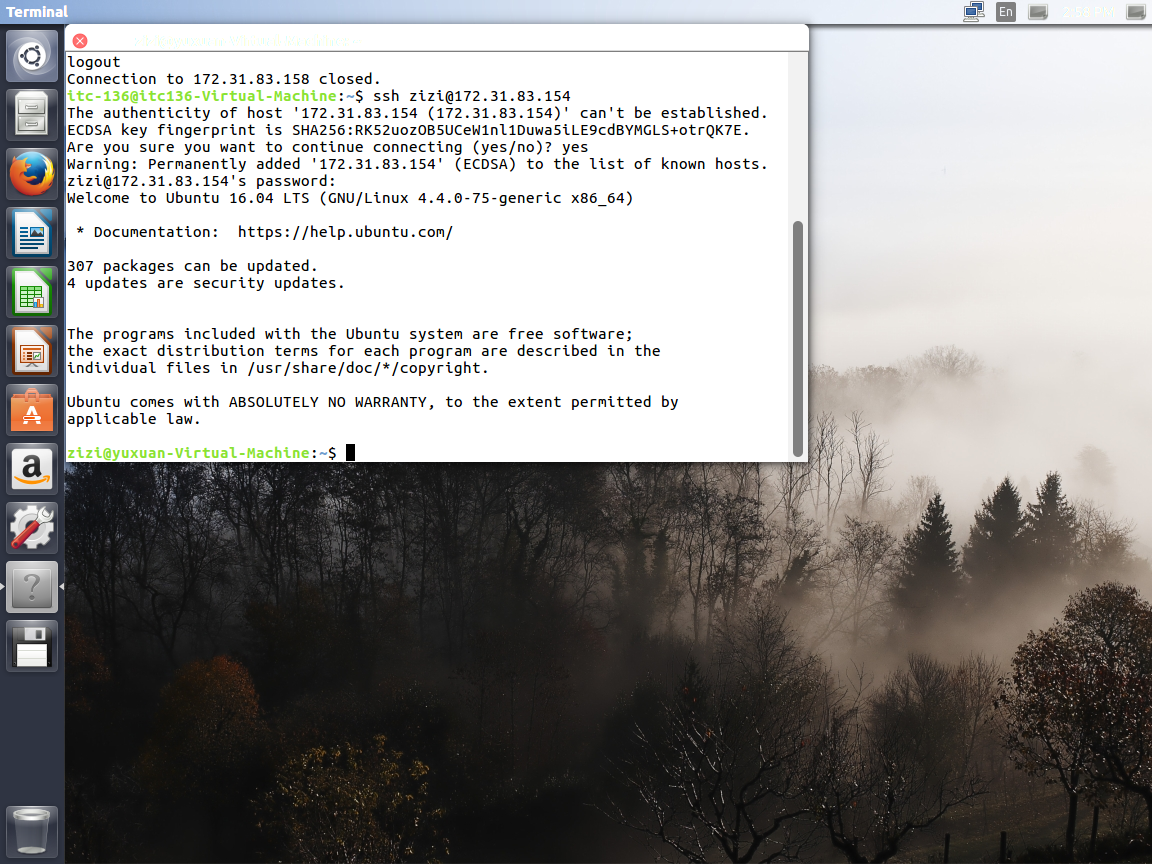 Terminal
En
logout
Connection to 172.31.83.158 closed.
itc-136@itc136-Virtual-Machine:~$ ssh zizi@172.31.83.154
The authenticity of host '172.31.83.154 (172.31.83.154)' can't be established.
ECDSA key fingerprint is SHA256:RK52uozOB5UCeW1nl1Duwa5iLE9cdBYMGLS+otrQK7E.
Are you sure you want to continue connecting (yes/no)? yes
Warning: Permanently added '172.31.83.154' (ECDSA) to the list of known hosts.
zizi@172.31.83.154's password:
Welcome to Ubuntu 16.04 LTS (GNU/Linux 4.4.0-75-generic x86_64)
* Documentation:  https://help.ubuntu.com/
307 packages can be updated.
4 updates are security updates.
The programs included with the Ubuntu system are free software;
the exact distribution terms for each program are described in the
individual files in /usr/share/doc/*/copyright.
Ubuntu comes with ABSOLUTELY NO WARRANTY, to the extent permitted by
applicable law.
zizi@yuxuan-Virtual-Machine:~$